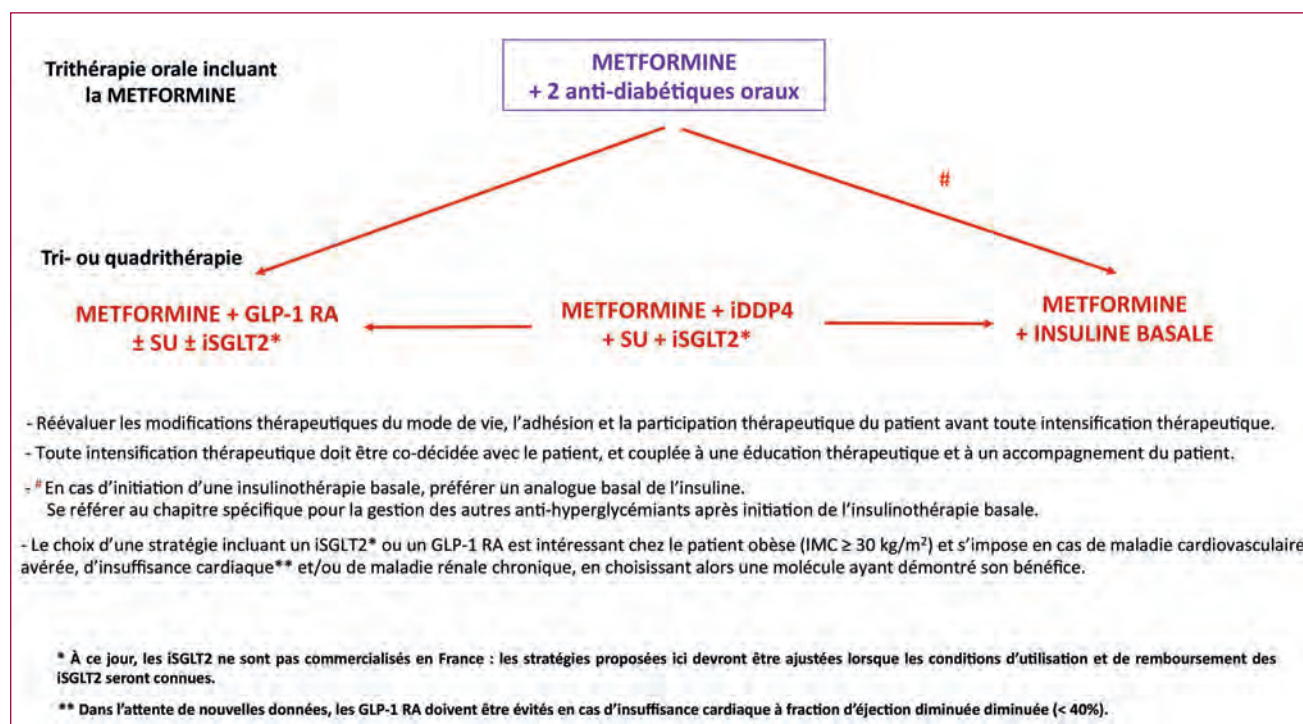 Trithérapie orale incluant
la METFORMINE
METFORMINE
+ 2 anti-diabétiques oraux
#
Tri- ou quadrithérapie
METFORMINE + GLP-1 RA
± SU ± iSGLT2*
METFORMINE + iDDP4
+ SU + iSGLT2*
METFORMINE
+ INSULINE BASALE
- Réévaluer les modifications thérapeutiques du mode de vie, l'adhésion et la participation thérapeutique du patient avant toute intensification thérapeutique.
- Toute intensification thérapeutique doit être co-décidée avec le patient, et couplée à une éducation thérapeutique et à un accompagnement du patient.
- # En cas d'initiation d'une insulinothérapie basale, préférer un analogue basal de l'insuline.
Se référer au chapitre spécifique pour la gestion des autres anti-hyperglycémiants après initiation de l'insulinothérapie basale.
- Le choix d'une stratégie incluant un iSGLT2* ou un GLP-1 RA est intéressant chez le patient obèse (IMC ≥ 30 kg/m²) et s'impose en cas de maladie cardiovasculaire
avérée, d'insuffisance cardiaque** et/ou de maladie rénale chronique, en choisissant alors une molécule ayant démontré son bénéfice.
* À ce jour, les iSGLT2 ne sont pas commercialisés en France : les stratégies proposées ici devront être ajustées lorsque les conditions d'utilisation et de remboursement des
iSGLT2 seront connues.
** Dans l'attente de nouvelles données, les GLP-1 RA doivent être évités en cas d'insuffisance cardiaque à fraction d'éjection diminuée diminuée (< 40%).